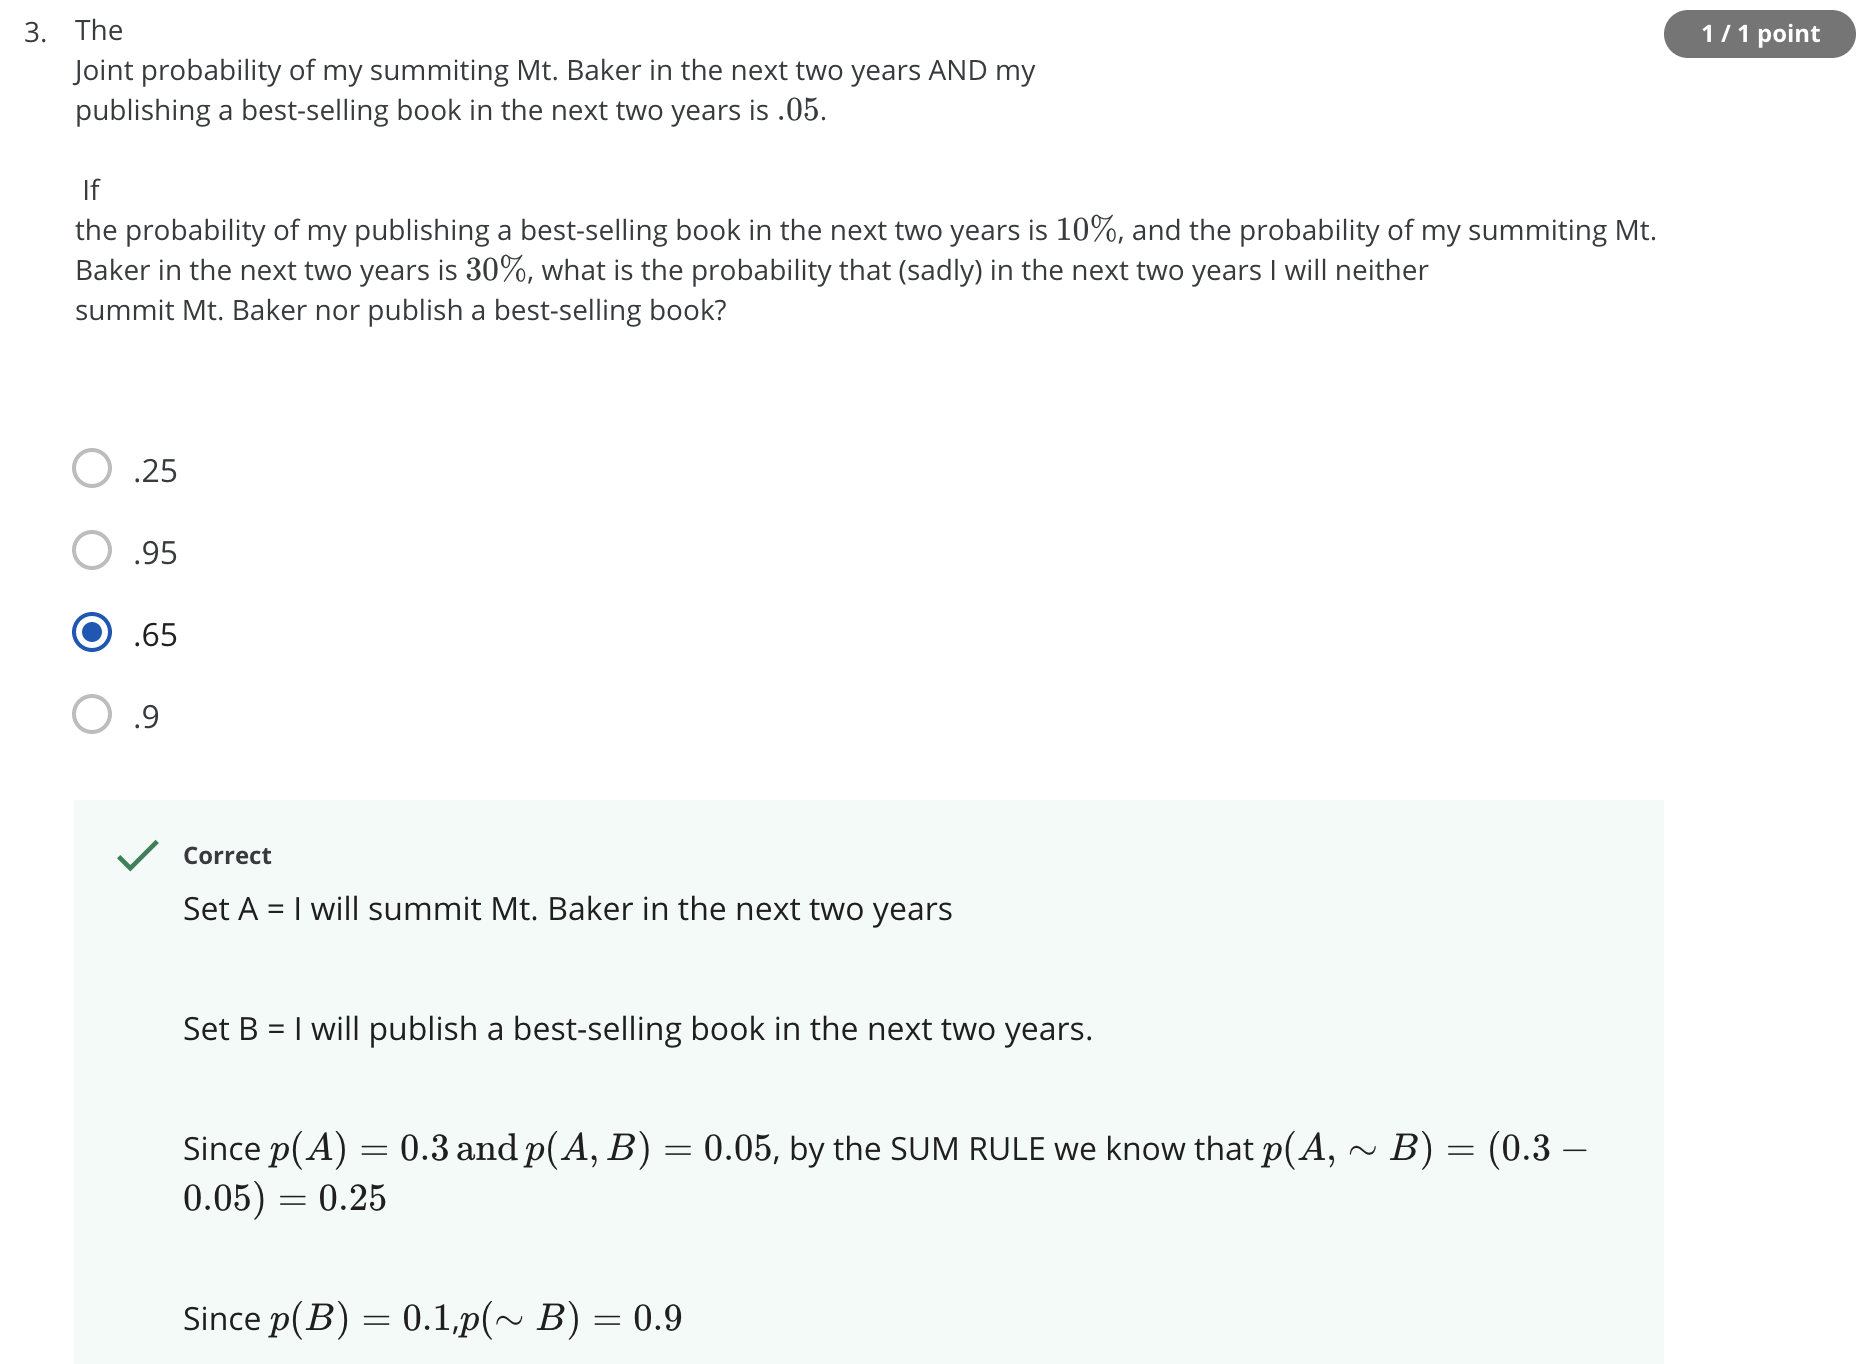 3. The
1 / 1 point
Joint probability of my summiting Mt. Baker in the next two years AND my
publishing a best-selling book in the next two years is .05.
If
the probability of my publishing a best-selling book in the next two years is 10%, and the probability of my summiting Mt.
Baker in the next two years is 30%, what is the probability that (sadly) in the next two years I will neither
summit Mt. Baker nor publish a best-selling book?
.25
.95
.65
.9
Correct
Set A = I will summit Mt. Baker in the next two years
Set B = I will publish a best-selling book in the next two years.
Since p(A) = 0.3 and p(A, B) = 0.05, by the SUM RULE we know that p(A, ∼ B) = (0.3 −
0.05) = 0.25
Since p(B) = 0.1,p(∼ B) = 0.9